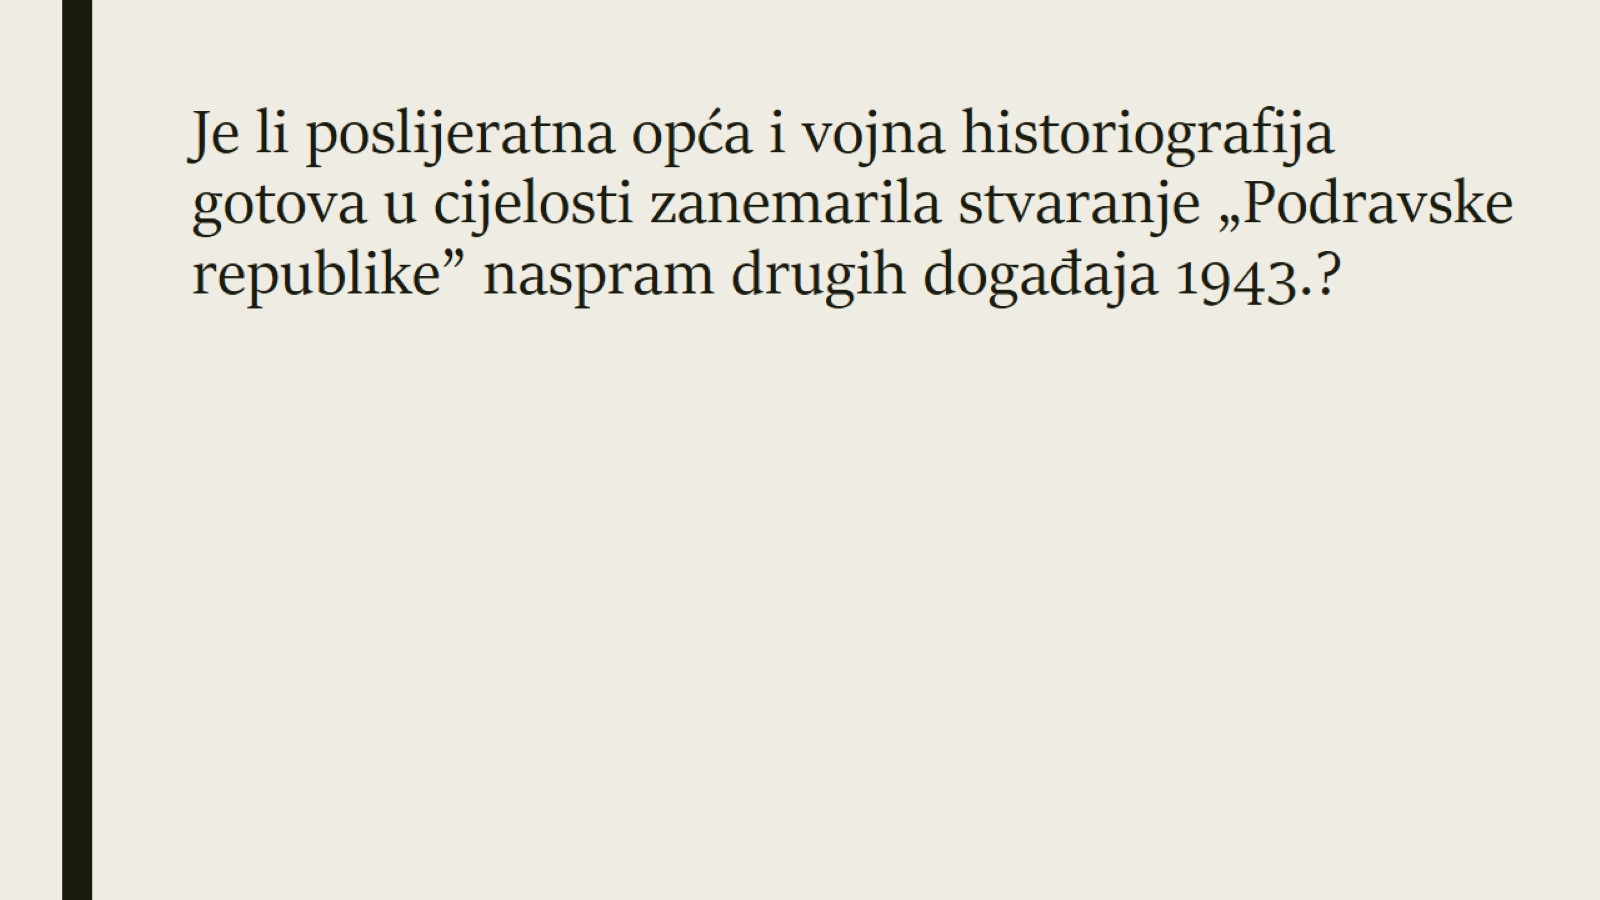 Je li poslijeratna opća i vojna historiografija
gotova u cijelosti zanemarila stvaranje „Podravske
republike” naspram drugih događaja 1943.?